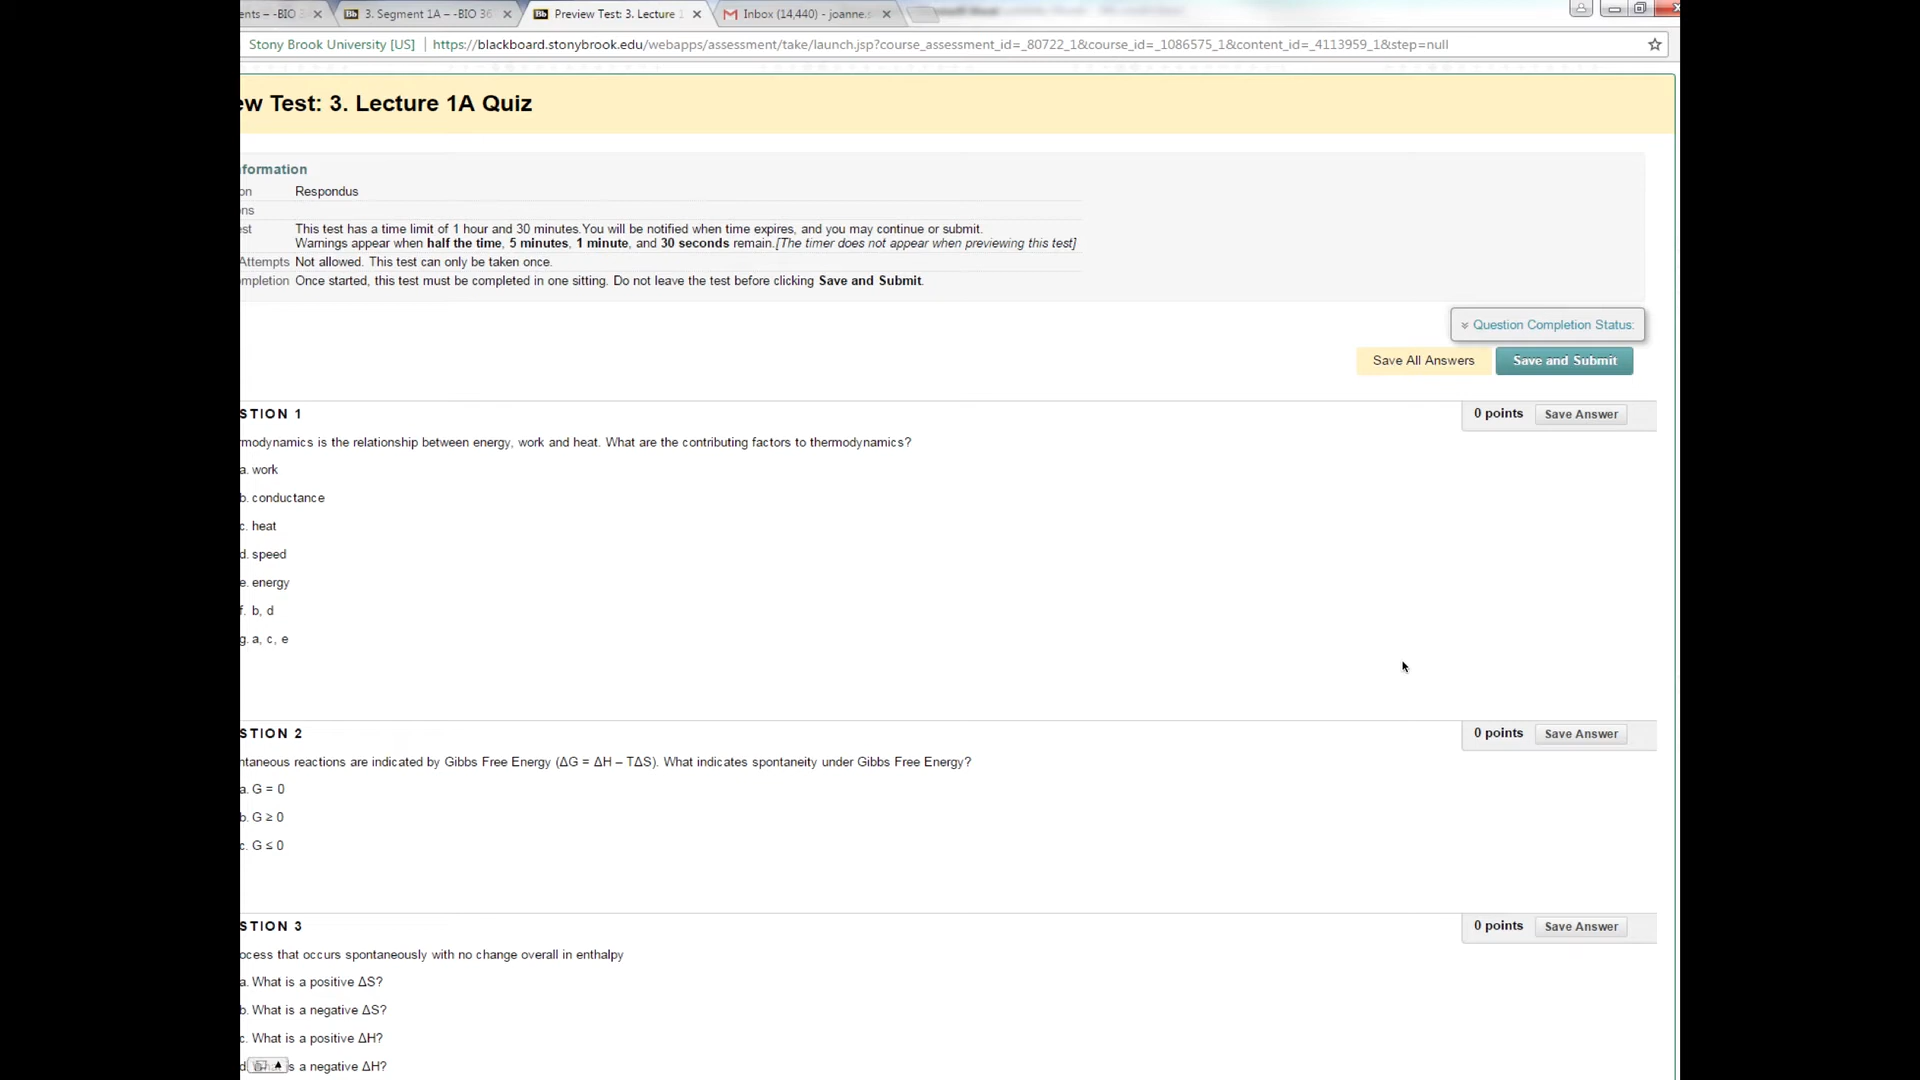 ents – -BIO 3
3. Segment 1A – -BIO 36
Preview Test: 3. Lecture 1
Inbox (14,440) - joanne.s
Stony Brook University [US]
https://blackboard.stonybrook.edu/webapps/assessment/take/launch.jsp?course_assessment_id=_80722_1&course_id=_1086575_1&content_id=_4113959_1&step=null
ew Test: 3. Lecture 1A Quiz
formation
on Respondus
ons
est This test has a time limit of 1 hour and 30 minutes.You will be notified when time expires, and you may continue or submit.
Warnings appear when half the time, 5 minutes, 1 minute, and 30 seconds remain.[The timer does not appear when previewing this test]
Attempts Not allowed. This test can only be taken once.
mpletion Once started, this test must be completed in one sitting. Do not leave the test before clicking Save and Submit.
Question Completion Status:
Save All Answers Save and Submit
STION 1
0 points Save Answer
modynamics is the relationship between energy, work and heat. What are the contributing factors to thermodynamics?
a. work
b. conductance
c. heat
d. speed
e. energy
f. b, d
g. a, c, e
STION 2
0 points Save Answer
ntaneous reactions are indicated by Gibbs Free Energy (ΔG = ΔH – TΔS). What indicates spontaneity under Gibbs Free Energy?
a. G = 0
b. G ≥ 0
c. G ≤ 0
STION 3
0 points Save Answer
ocess that occurs spontaneously with no change overall in enthalpy
a. What is a positive ΔS?
b. What is a negative ΔS?
c. What is a positive ΔH?
d. s a negative ΔH?